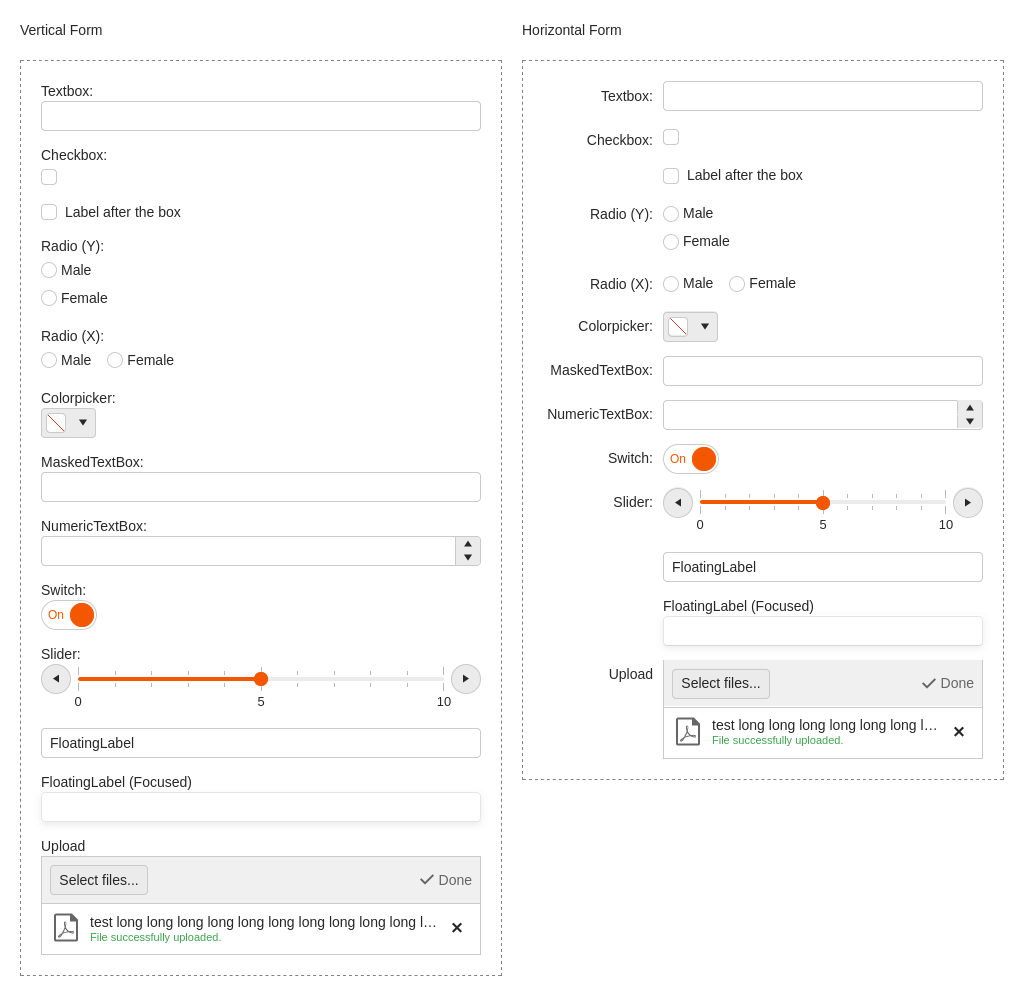 Vertical Form
Textbox:
Checkbox:
Label after the box
Radio (Y):
Male
Female
Radio (X):
Male Female
Colorpicker:
MaskedTextBox:
NumericTextBox:
Switch:
On
Slider:
0 5 10
FloatingLabel
FloatingLabel (Focused)
Upload
Select files... Done
test long long long long long long long long long long l…
File successfully uploaded.
Horizontal Form
Textbox:
Checkbox:
Label after the box
Radio (Y): Male
Female
Radio (X): Male Female
Colorpicker:
MaskedTextBox:
NumericTextBox:
Switch: On
Slider:
0 5 10
FloatingLabel
FloatingLabel (Focused)
Upload Select files... Done
test long long long long long long l…
File successfully uploaded.